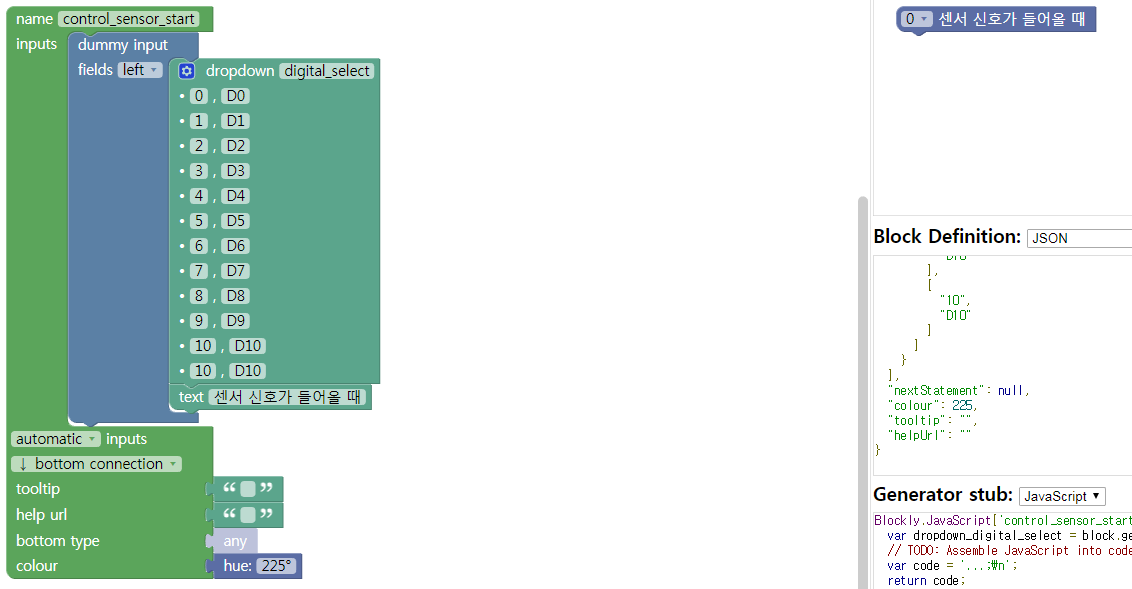 name control_sensor_start
inputs
dummy input
fields left
dropdown digital_select
0 , D0
1 , D1
2 , D2
3 , D3
4 , D4
5 , D5
6 , D6
7 , D7
8 , D8
9 , D9
10 , D10
10 , D10
text 센서 신호가 들어올 때
automatic inputs
↓ bottom connection
tooltip “ ”
help url “ ”
bottom type any
colour hue: 225°
0 센서 신호가 들어올 때
Block Definition: JSON
"D10"
],
[
"10",
"D10"
]
]
}
],
"nextStatement": null,
"colour": 225,
"tooltip": "",
"helpUrl": ""
}
Generator stub: JavaScript
Blockly.JavaScript['control_sensor_start
var dropdown_digital_select = block.ge
// TODO: Assemble JavaScript into code
var code = '...;₩n';
return code;